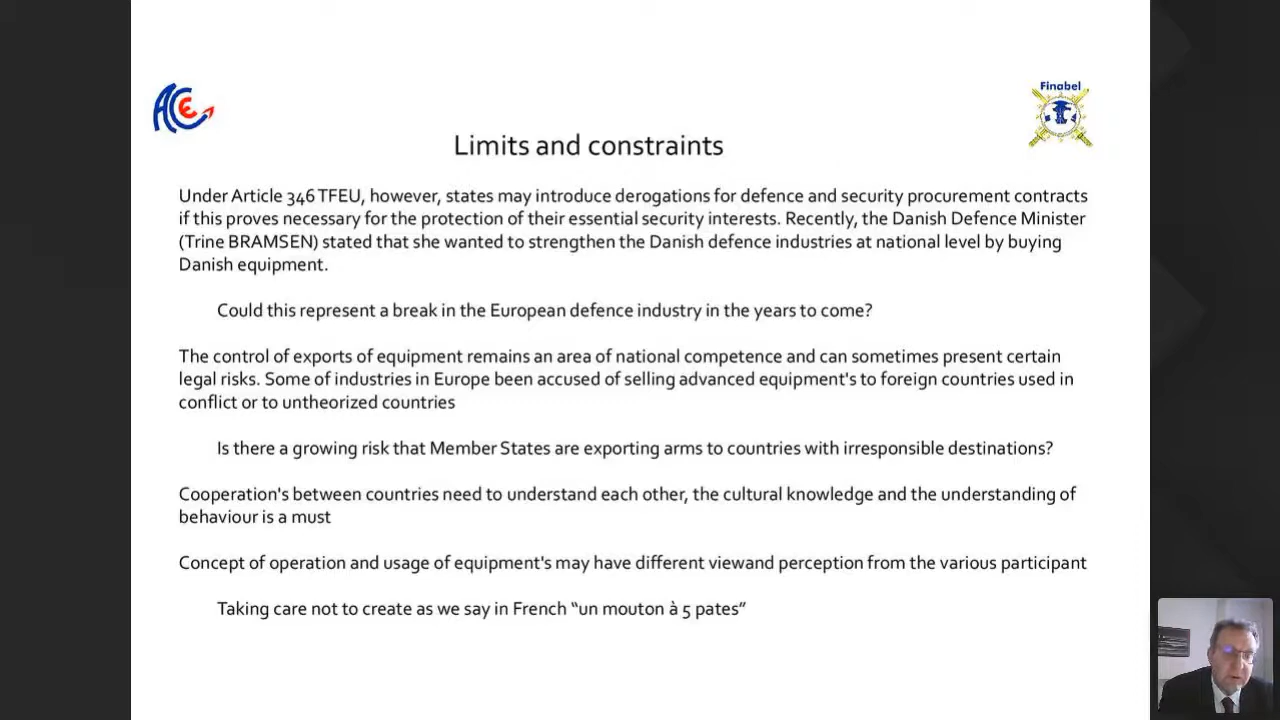 ACE
Finabel
Limits and constraints
Under Article 346 TFEU, however, states may introduce derogations for defence and security procurement contracts
if this proves necessary for the protection of their essential security interests. Recently, the Danish Defence Minister
(Trine BRAMSEN) stated that she wanted to strengthen the Danish defence industries at national level by buying
Danish equipment.
Could this represent a break in the European defence industry in the years to come?
The control of exports of equipment remains an area of national competence and can sometimes present certain
legal risks. Some of industries in Europe been accused of selling advanced equipment's to foreign countries used in
conflict or to untheorized countries
Is there a growing risk that Member States are exporting arms to countries with irresponsible destinations?
Cooperation's between countries need to understand each other, the cultural knowledge and the understanding of
behaviour is a must
Concept of operation and usage of equipment's may have different viewand perception from the various participant
Taking care not to create as we say in French “un mouton à 5 pates”